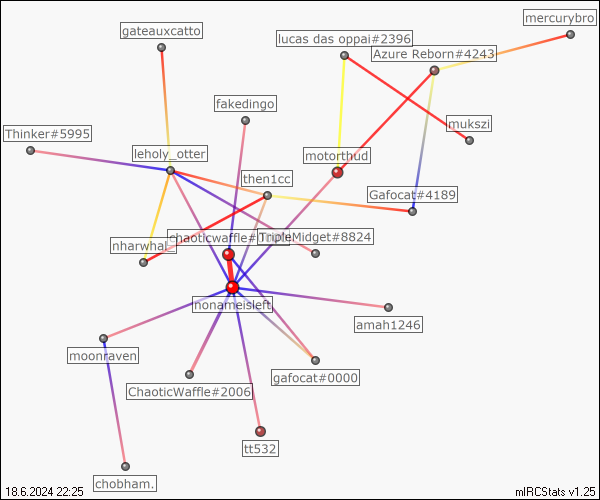 mercurybro
gateauxcatto
lucas das oppai#2396
Azure Reborn#4243
fakedingo
mukszi
Thinker#5995
leholy_otter
motorthud
then1cc
Gafocat#4189
TripleMidget#8824
nharwhal
nonameisleft
amah1246
moonraven
gafocat#0000
ChaoticWaffle#2006
tt532
chobham.
18.6.2024 22:25
mIRCStats v1.25